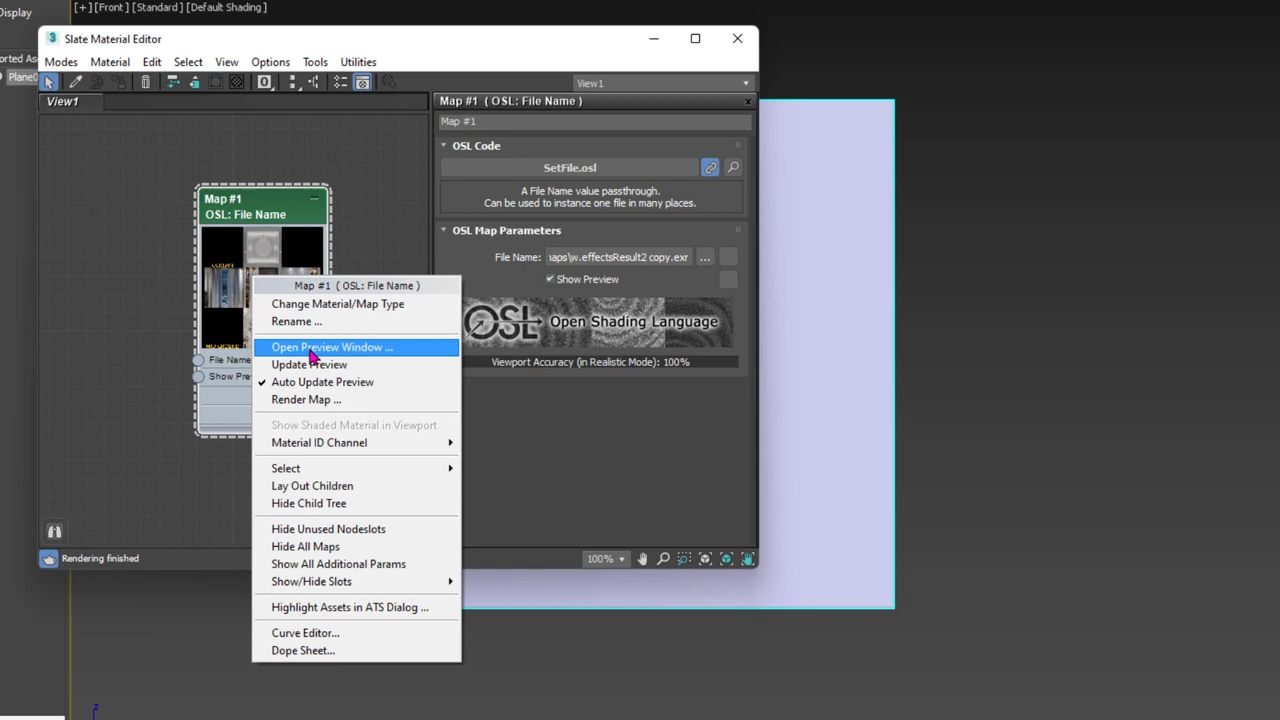 Display
[+] [Front] [Standard] [Default Shading]
3 Slate Material Editor
Modes Material Edit Select View Options Tools Utilities
View1
View1
Map #1 ( OSL: File Name )
Map #1
OSL Code
SetFile.osl
A File Name value passthrough.
Can be used to instance one file in many places.
OSL Map Parameters
File Name: \w.effectsResult2 copy.exr ...
Show Preview
OSL Open Shading Language
Viewport Accuracy (in Realistic Mode): 100%
Map #1
OSL: File Name
File Name
Show Pre
Map #1 ( OSL: File Name )
Change Material/Map Type
Rename ...
Open Preview Window ...
Update Preview
Auto Update Preview
Render Map ...
Show Shaded Material in Viewport
Material ID Channel
Select
Lay Out Children
Hide Child Tree
Hide Unused Nodeslots
Hide All Maps
Show All Additional Params
Show/Hide Slots
Highlight Assets in ATS Dialog ...
Curve Editor...
Dope Sheet...
Rendering finished
100%
z